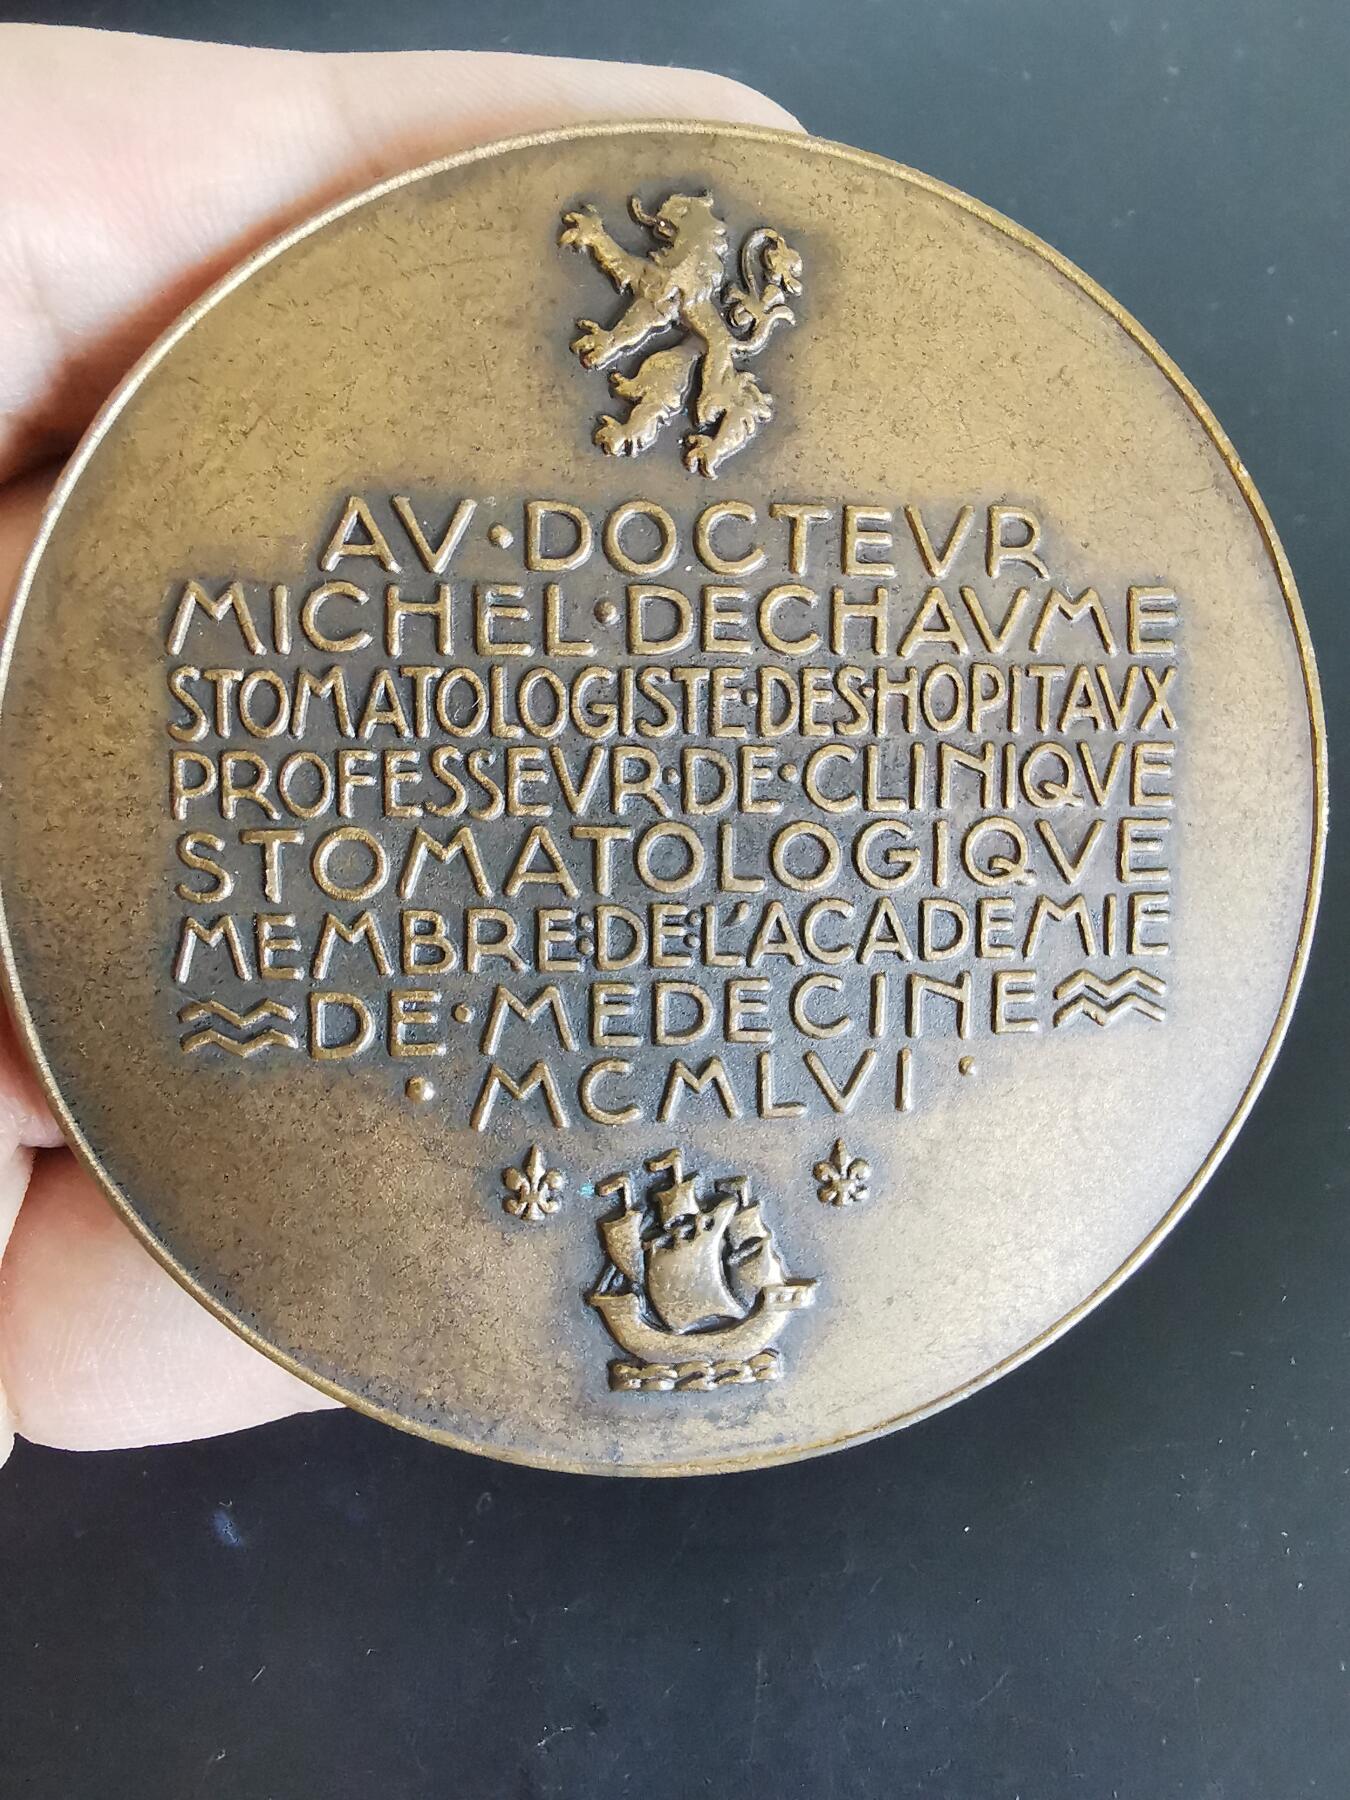 AV·DOCTEVR
MICHEL·DECHAVME
STOMATOLOGISTE·DES·HOPITAVX
PROFESSEVR·DE·CLINIQVE
STOMATOLOGIQVE
MEMBRE:DE:L'ACADEMIE
DE·MEDECINE
·MCMLVI·